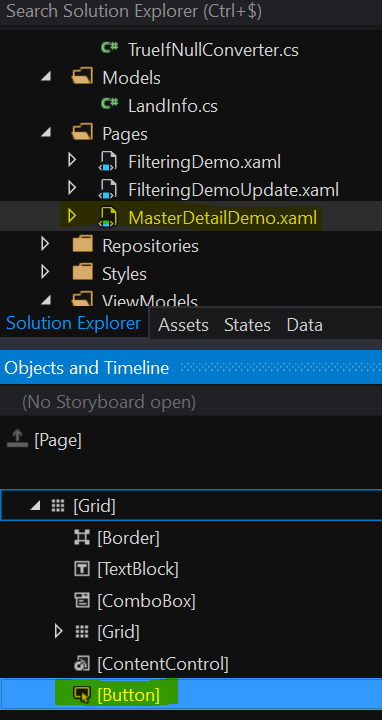 Search Solution Explorer (Ctrl+$)
C# TrueIfNullConverter.cs
Models
C# LandInfo.cs
Pages
FilteringDemo.xaml
FilteringDemoUpdate.xaml
MasterDetailDemo.xaml
Repositories
Styles
ViewModels
Solution Explorer Assets States Data
Objects and Timeline
(No Storyboard open)
[Page]
[Grid]
[Border]
[TextBlock]
[ComboBox]
[Grid]
[ContentControl]
[Button]